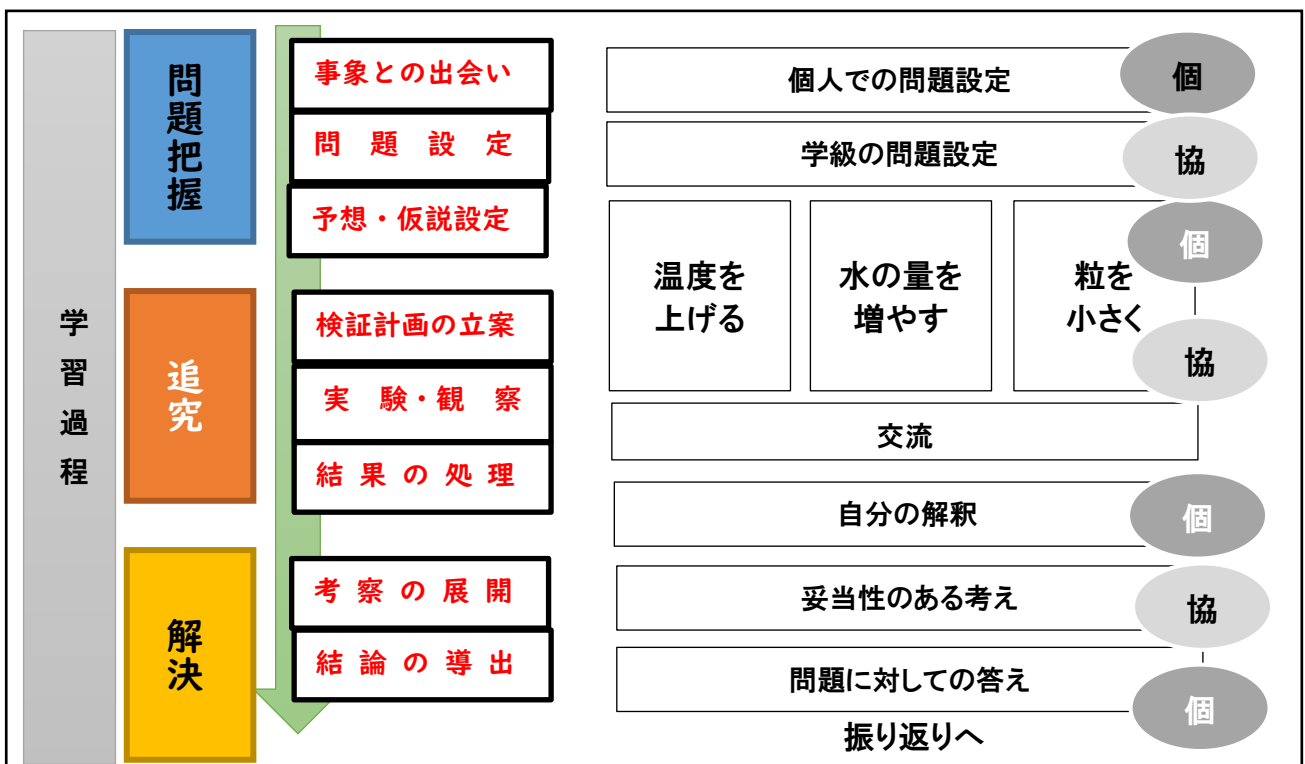 学習過程
問題把握
事象との出会い
問題設定
予想・仮説設定
追究
検証計画の立案
実験・観察
結果の処理
解決
考察の展開
結論の導出
個人での問題設定
個
学級の問題設定
協
温度を
上げる
水の量を
増やす
粒を
小さく
個
協
交流
自分の解釈
個
妥当性のある考え
協
問題に対しての答え
個
振り返りへ